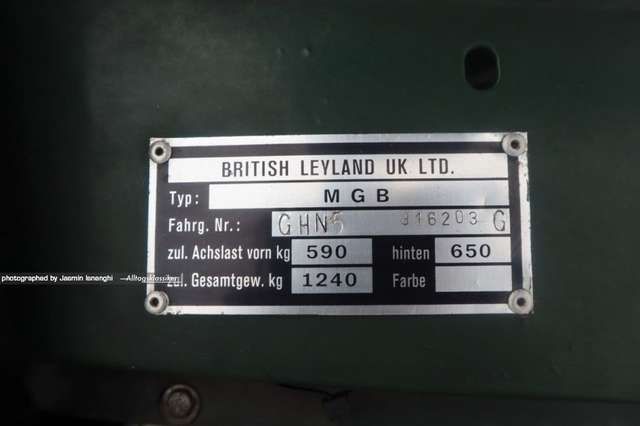 BRITISH LEYLAND UK LTD.
Typ: M G B
Fahrg. Nr.: GHN5 316203 G
zul. Achslast vorn kg 590 hinten 650
zul. Gesamtgew. kg 1240 Farbe
photographed by Jasmin Isnenghi —Alltagsklassiker.